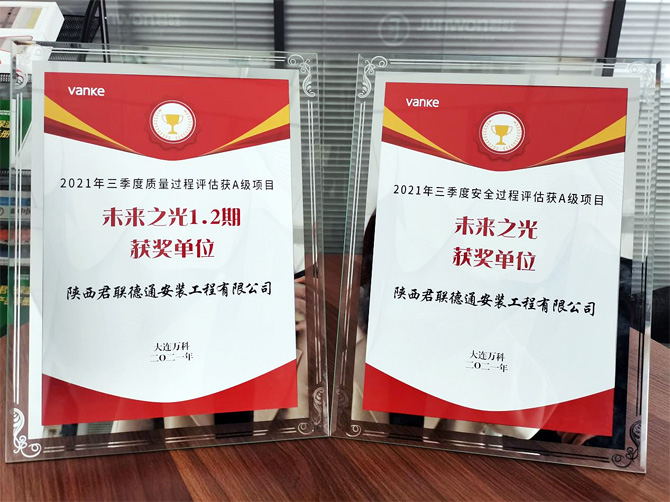 vanke
2021年三季度质量过程评估获A级项目
未来之光1.2期
获奖单位
陕西君联德通安装工程有限公司
大连万科
二〇二一年
vanke
2021年三季度安全过程评估获A级项目
未来之光
获奖单位
陕西君联德通安装工程有限公司
大连万科
二〇二一年